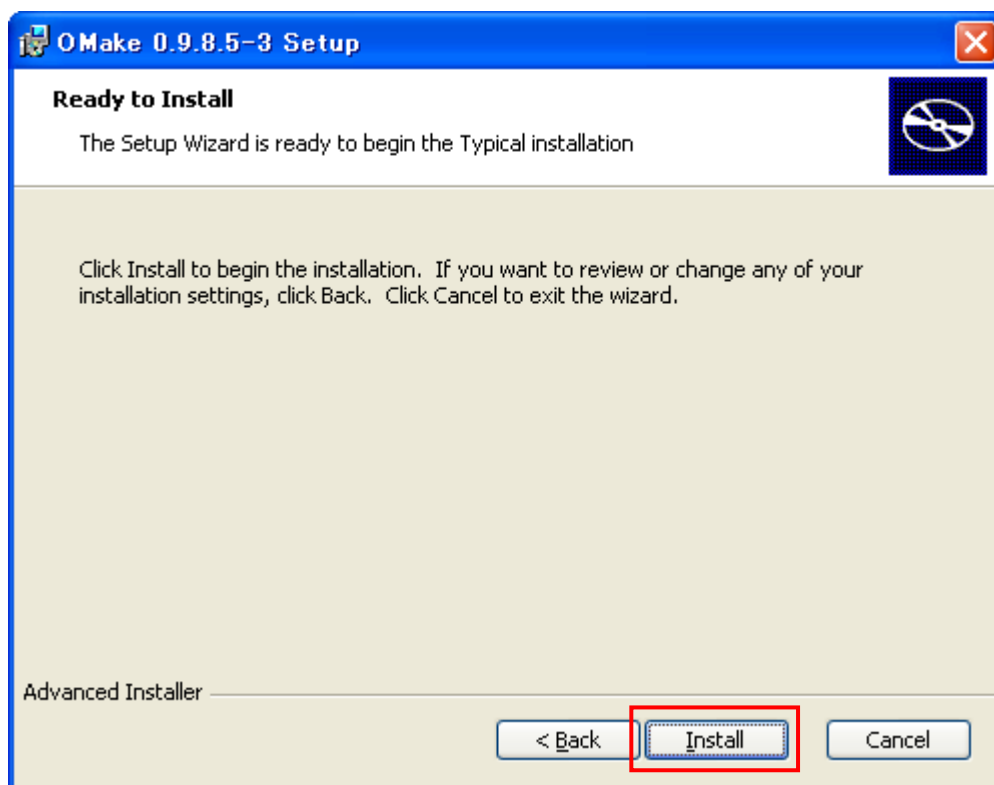 OMake 0.9.8.5-3 Setup
Ready to Install
The Setup Wizard is ready to begin the Typical installation
Click Install to begin the installation.  If you want to review or change any of your
installation settings, click Back.  Click Cancel to exit the wizard.
Advanced Installer
< Back Install Cancel